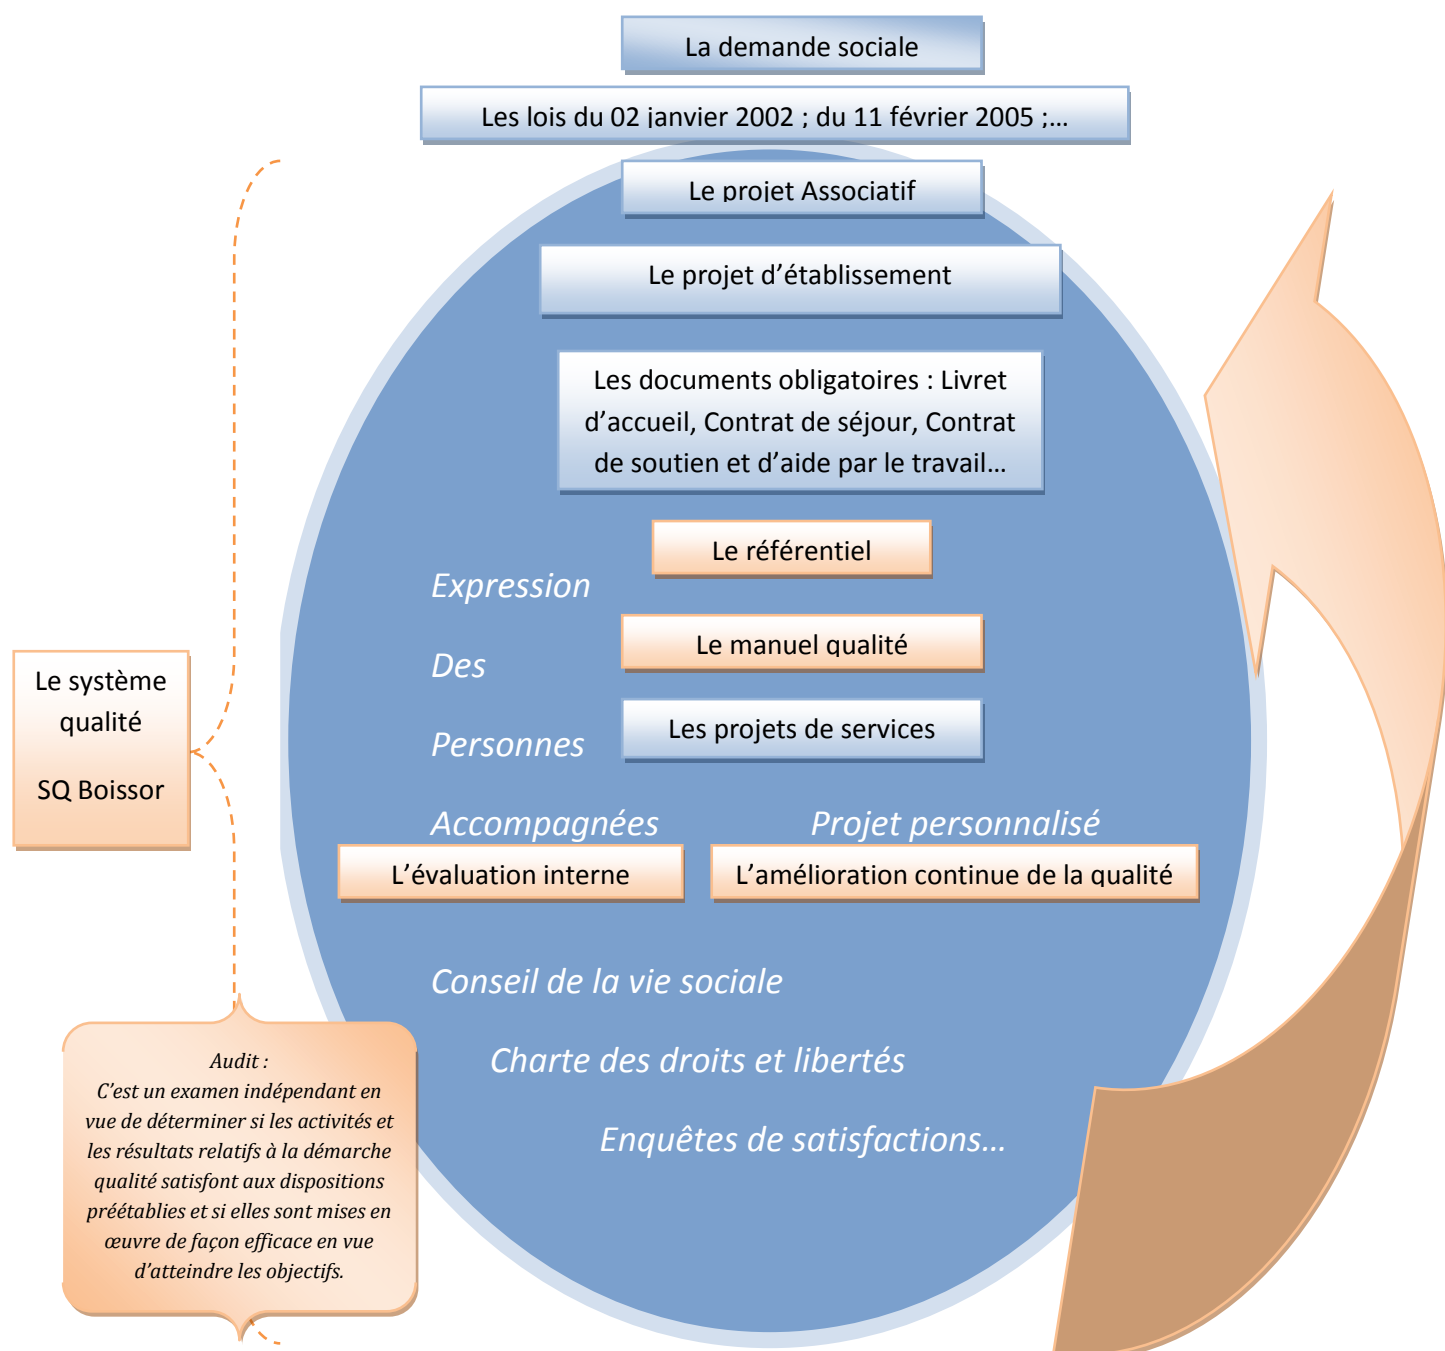 La demande sociale
Les lois du 02 janvier 2002 ; du 11 février 2005 ;…
Le projet Associatif
Le projet d’établissement
Les documents obligatoires : Livret
d’accueil, Contrat de séjour, Contrat
de soutien et d’aide par le travail…
Le référentiel
Expression
Le manuel qualité
Des
Le système
qualité
SQ Boissor
Les projets de services
Personnes
Accompagnées
Projet personnalisé
L’évaluation interne
L’amélioration continue de la qualité
Conseil de la vie sociale
Charte des droits et libertés
Enquêtes de satisfactions…
Audit :
C’est un examen indépendant en
vue de déterminer si les activités et
les résultats relatifs à la démarche
qualité satisfont aux dispositions
préétablies et si elles sont mises en
œuvre de façon efficace en vue
d’atteindre les objectifs.